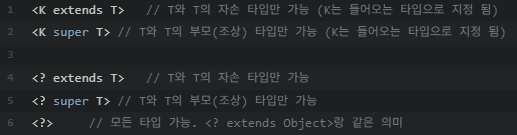 1 <K extends T> // T와 T의 자손 타입만 가능 (K는 들어오는 타입으로 지정 됨)
2 <K super T> // T와 T의 부모(조상) 타입만 가능 (K는 들어오는 타입으로 지정 됨)
3
4 <? extends T> // T와 T의 자손 타입만 가능
5 <? super T> // T와 T의 부모(조상) 타입만 가능
6 <?> // 모든 타입 가능. <? extends Object>랑 같은 의미